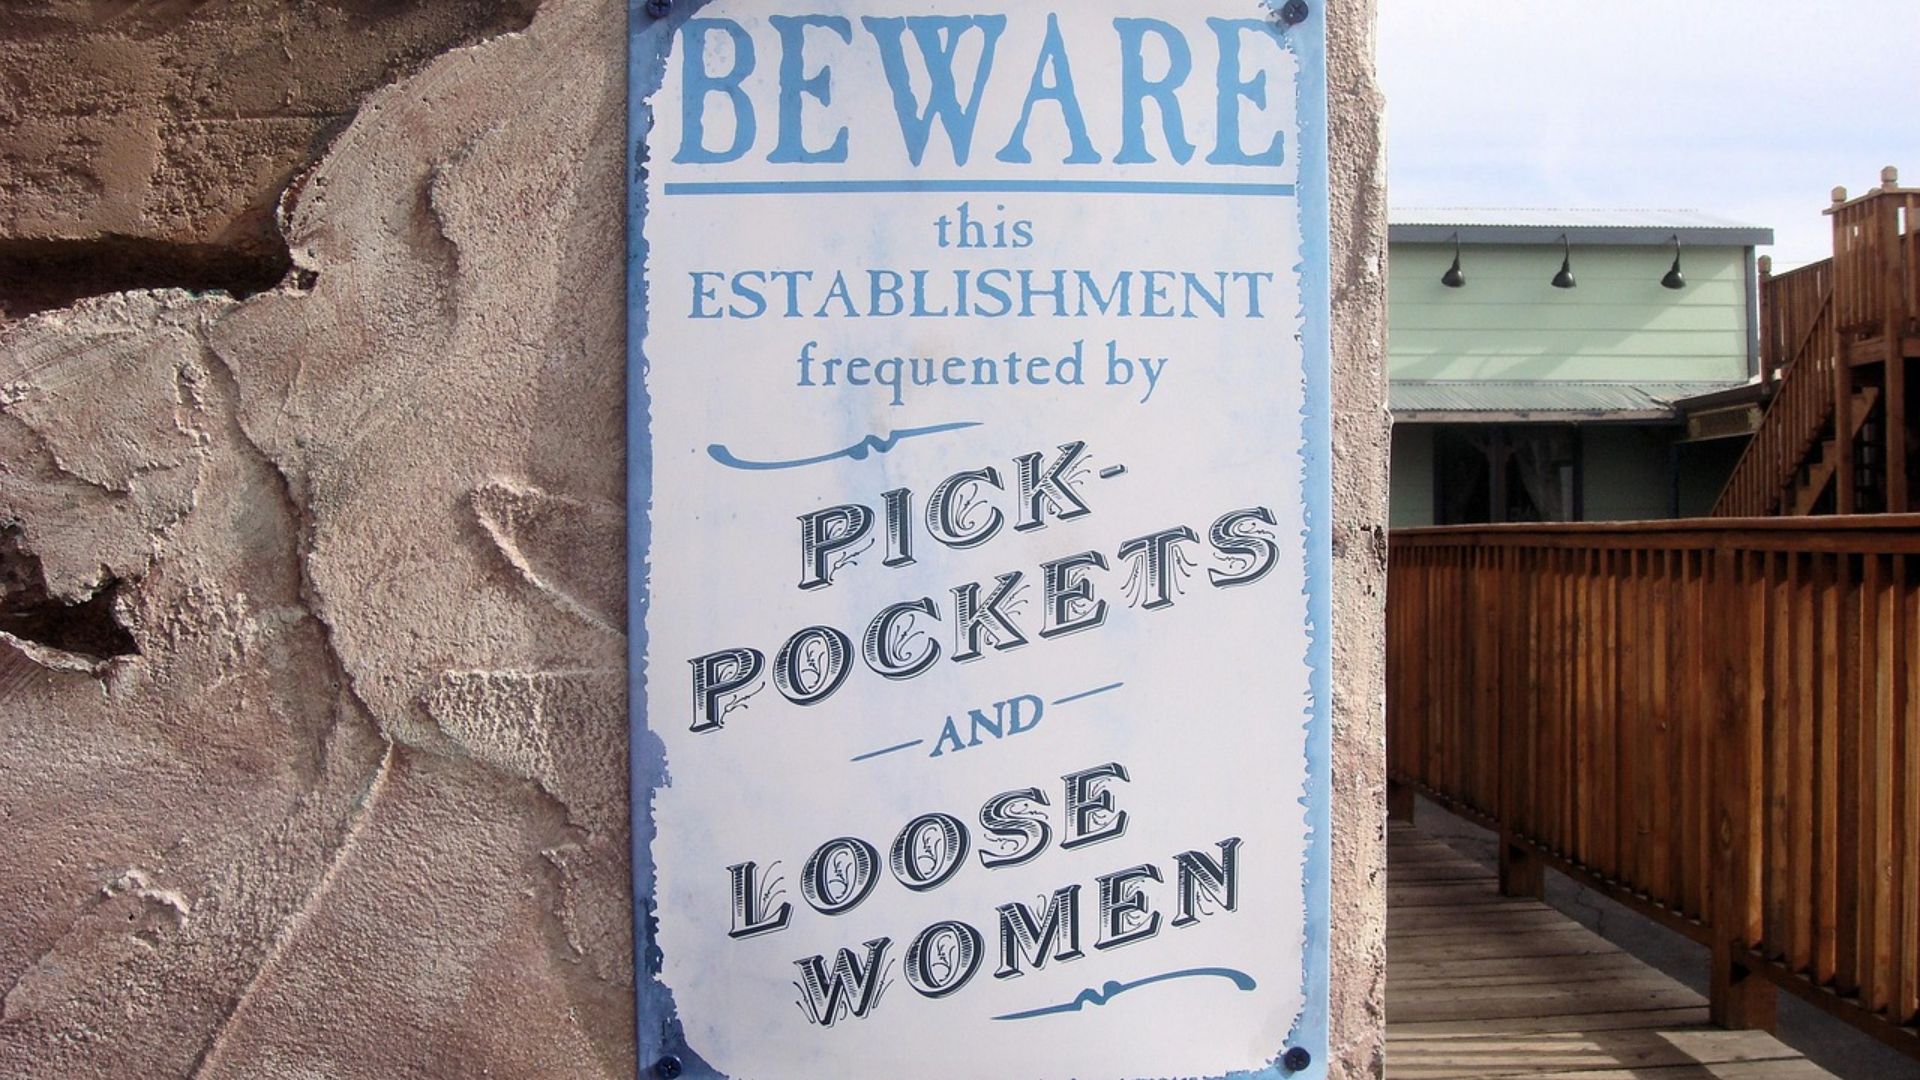 BEWARE
this
ESTABLISHMENT
frequented by
PICK-
POCKETS
AND
LOOSE
WOMEN